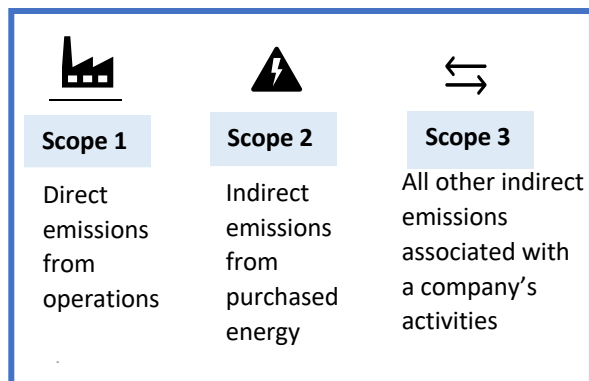 Scope 1
Direct
emissions
from
operations
Scope 2
Indirect
emissions
from
purchased
energy
Scope 3
All other indirect
emissions
associated with
a company’s
activities